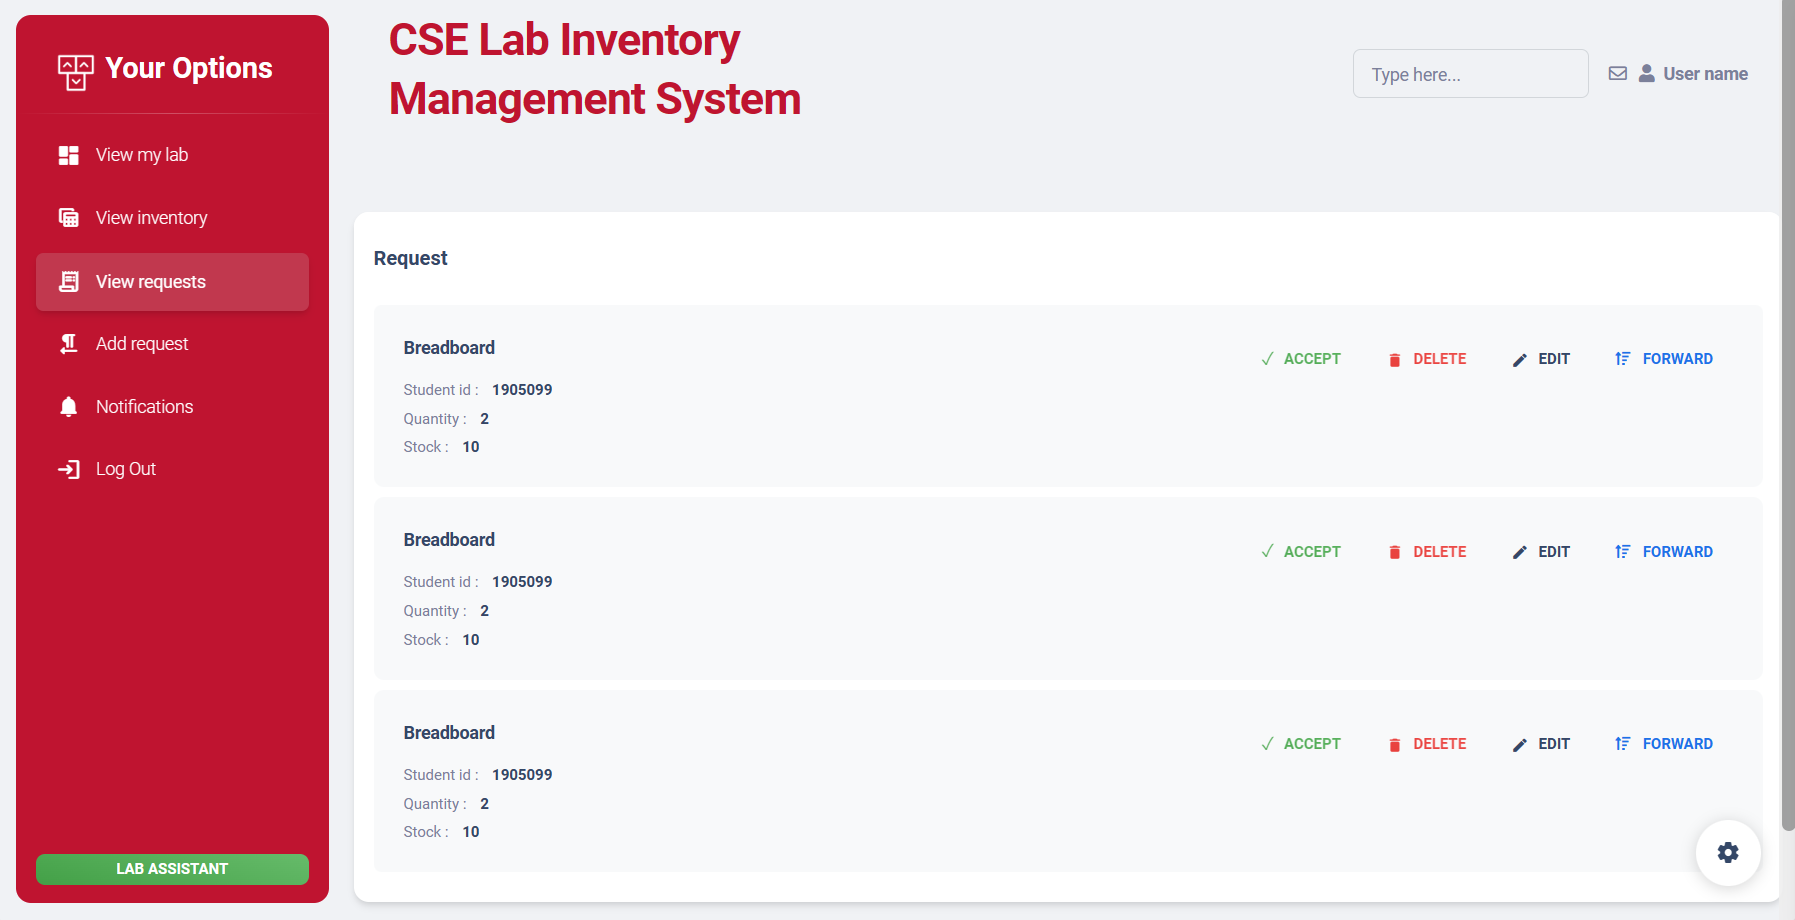 Your Options
View my lab
View inventory
View requests
Add request
Notifications
Log Out
LAB ASSISTANT
CSE Lab Inventory
Management System
Type here...
User name
Request
Breadboard
ACCEPT DELETE EDIT FORWARD
Student id : 1905099
Quantity : 2
Stock : 10
Breadboard
ACCEPT DELETE EDIT FORWARD
Student id : 1905099
Quantity : 2
Stock : 10
Breadboard
ACCEPT DELETE EDIT FORWARD
Student id : 1905099
Quantity : 2
Stock : 10